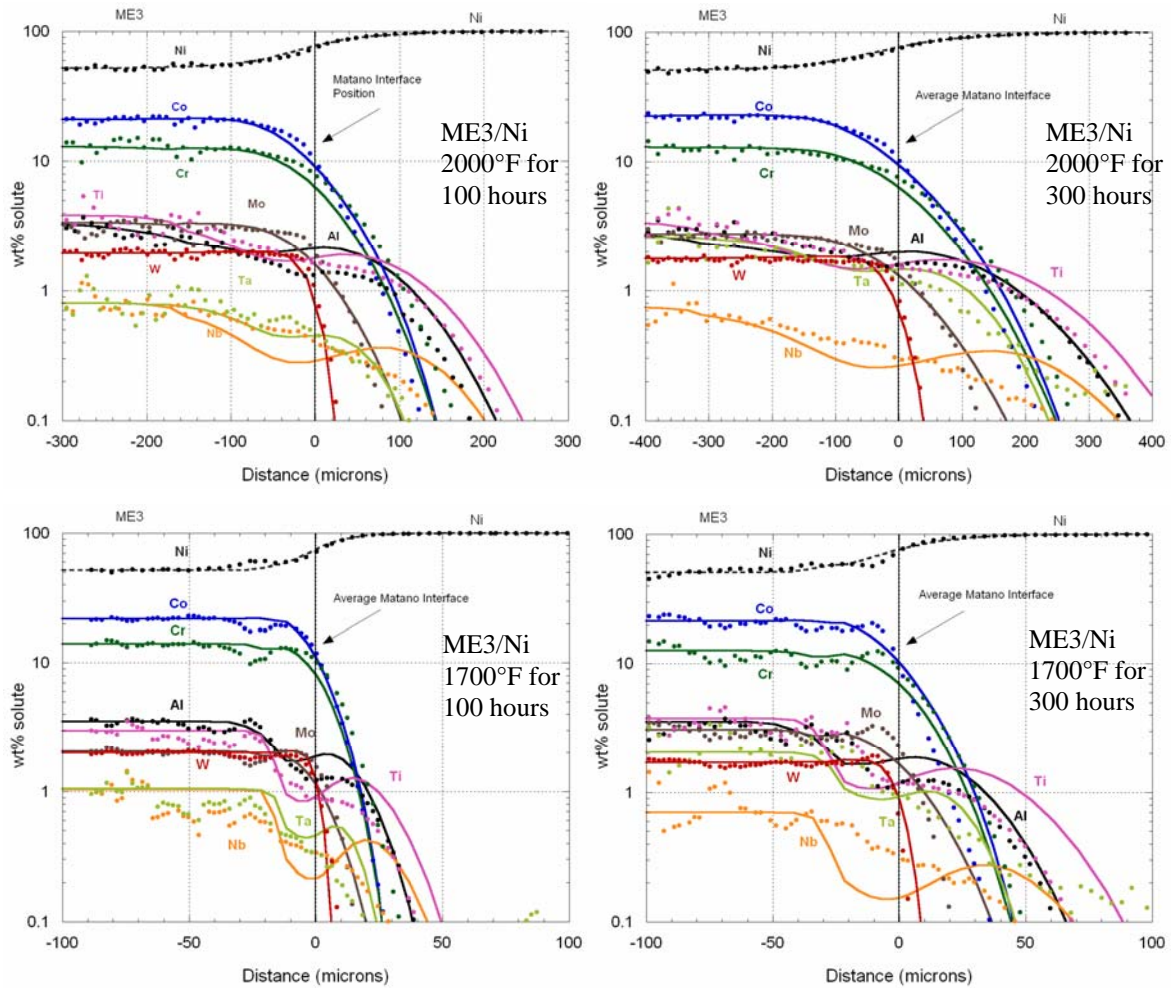 ME3 Ni
100
10
1
0.1
wt% solute
Ni
Co
Cr
Ti
Mo
Al
W
Ta
Nb
Matano Interface
Position
ME3/Ni
2000°F for
100 hours
-300 -200 -100 0 100 200 300
Distance (microns)
ME3 Ni
100
10
1
0.1
wt% solute
Ni
Co
Cr
Mo
Al
Ti
W
Ta
Nb
Average Matano Interface
ME3/Ni
2000°F for
300 hours
-400 -300 -200 -100 0 100 200 300 400
Distance (microns)
ME3 Ni
100
10
1
0.1
wt% solute
Ni
Co
Cr
Al
Mo
W
Ti
Ta
Nb
Average Matano Interface
ME3/Ni
1700°F for
100 hours
-100 -50 0 50 100
Distance (microns)
ME3 Ni
100
10
1
0.1
wt% solute
Ni
Co
Cr
Mo
W
Ti
Al
Ta
Nb
Average Matano Interface
ME3/Ni
1700°F for
300 hours
-100 -50 0 50 100
Distance (microns)